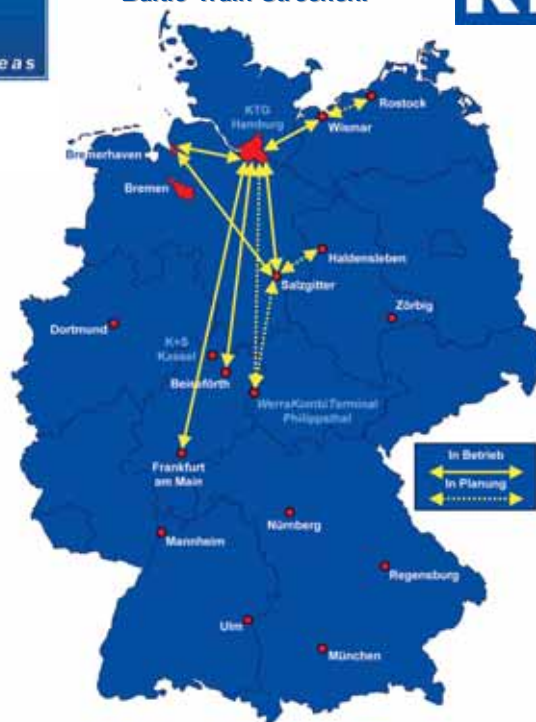 Baltic-Train-Strecken:
eas
KTG
Hamburg
Rostock
Wismar
Bremerhaven
Bremen
Haldensleben
Salzgitter
Zörbig
Dortmund
K+S
Kassel
Beiseförth
WerraKombiTerminal
Philippsthal
In Betrieb
In Planung
Frankfurt
am Main
Nürnberg
Mannheim
Regensburg
Ulm
München